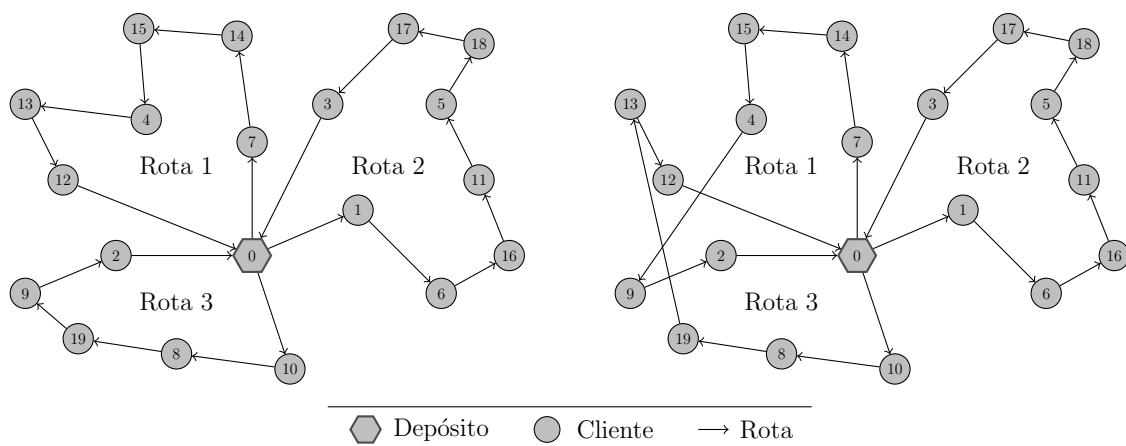 15 14 17 18 15 14 17 18
13 4 3 5 13 4 3 5
7 7
Rota 1 Rota 2 Rota 1 Rota 2
12 11 12 11
1 1
2 0 16 2 0 16
9 Rota 3 6 9 Rota 3 6
19 8 10 19 8 10
Depósito Cliente Rota